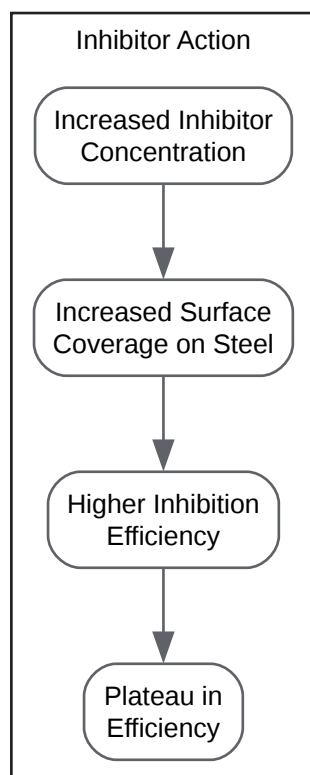 Inhibitor Action
Increased Inhibitor
Concentration
Increased Surface
Coverage on Steel
Higher Inhibition
Efficiency
Plateau in
Efficiency